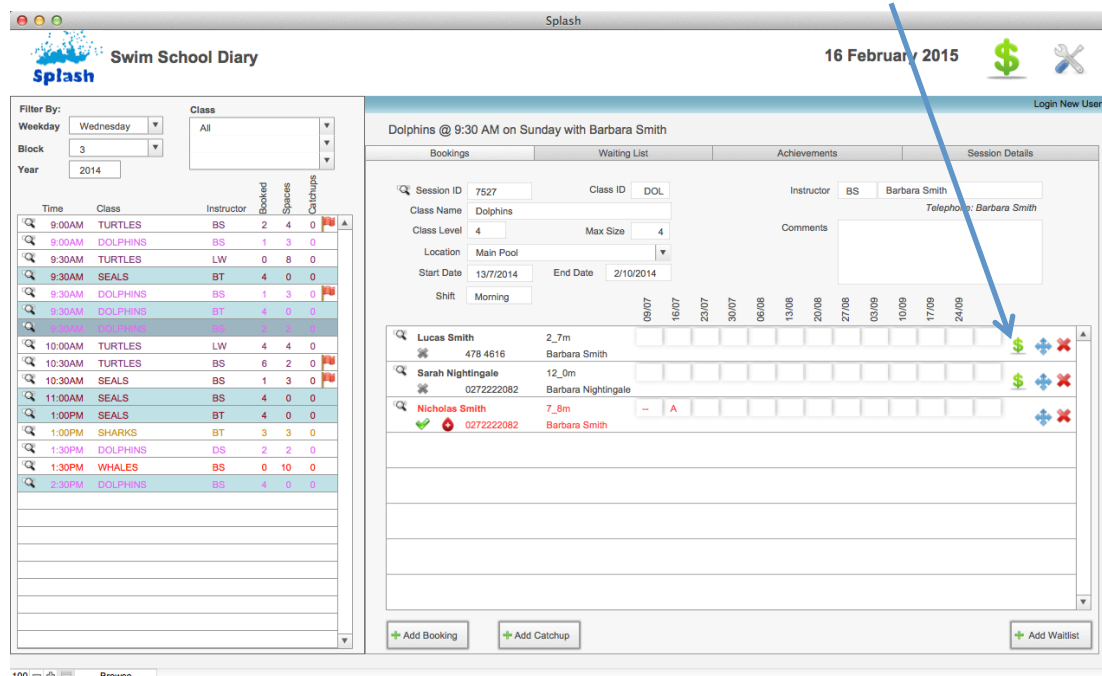 Splash
Swim School Diary
16 February 2015
Splash
Login New User
Filter By:
Class
Weekday Wednesday
All
Block 3
Year 2014
Time Class Instructor Booked Spaces Catchups
9:00AM TURTLES BS 2 4 0
9:00AM DOLPHINS BS 1 3 0
9:30AM TURTLES LW 0 8 0
9:30AM SEALS BT 4 0 0
9:30AM DOLPHINS BS 1 3 0
9:30AM DOLPHINS BT 4 0 0
9:30AM DOLPHINS BS 2 2 0
10:00AM TURTLES LW 4 4 0
10:30AM TURTLES BS 6 2 0
10:30AM SEALS BS 1 3 0
11:00AM SEALS BS 4 0 0
1:00PM SEALS BT 4 0 0
1:00PM SHARKS BT 3 3 0
1:30PM DOLPHINS DS 2 2 0
1:30PM WHALES BS 0 10 0
2:30PM DOLPHINS BS 4 0 0
Dolphins @ 9:30 AM on Sunday with Barbara Smith
Bookings Waiting List Achievements Session Details
Session ID 7527 Class ID DOL Instructor BS Barbara Smith
Class Name Dolphins Telephone: Barbara Smith
Class Level 4 Max Size 4 Comments
Location Main Pool
Start Date 13/7/2014 End Date 2/10/2014
Shift Morning
09/07 16/07 23/07 30/07 06/08 13/08 20/08 27/08 03/09 10/09 17/09 24/09
Lucas Smith 2_7m
478 4616 Barbara Smith
Sarah Nightingale 12_0m
0272222082 Barbara Nightingale
Nicholas Smith 7_8m -- A
0272222082 Barbara Smith
Add Booking Add Catchup Add Waitlist